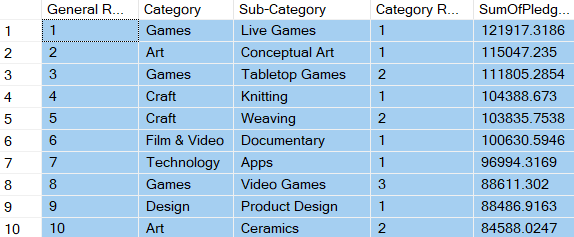 General R... Category Sub-Category Category R... SumOfPledg...
1 1 Games Live Games 1 121917.3186
2 2 Art Conceptual Art 1 115047.235
3 3 Games Tabletop Games 2 111805.2854
4 4 Craft Knitting 1 104388.673
5 5 Craft Weaving 2 103835.7538
6 6 Film & Video Documentary 1 100630.5946
7 7 Technology Apps 1 96994.3169
8 8 Games Video Games 3 88611.302
9 9 Design Product Design 1 88486.9163
10 10 Art Ceramics 2 84588.0247